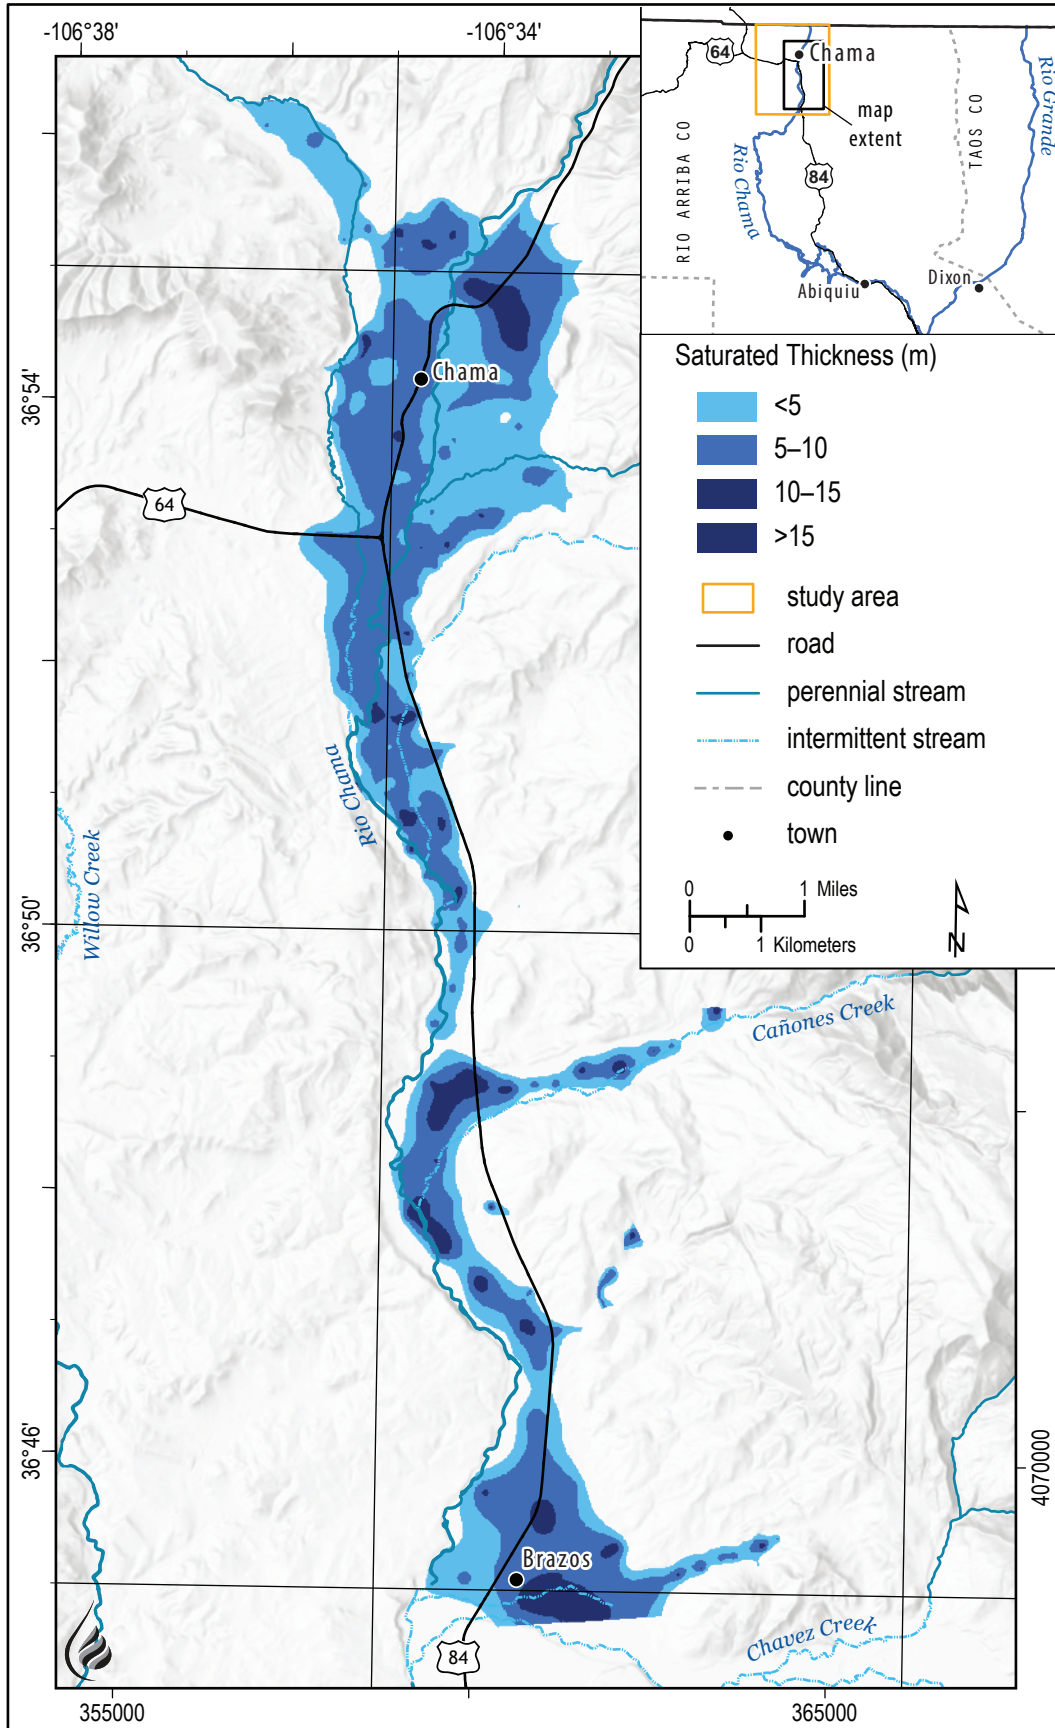 -106°38'
-106°34'
64
Chama
map
extent
RIO ARRIBA CO
TAOS CO
Rio Grande
Rio Chama
84
Abiquiu
Dixon
Saturated Thickness (m)
<5
5–10
10–15
>15
study area
road
perennial stream
intermittent stream
county line
town
0
1 Miles
0
1 Kilometers
N
36°54'
Chama
64
Rio Chama
Willow Creek
36°50'
Cañones Creek
36°46'
4070000
Brazos
Chavez Creek
84
355000
365000